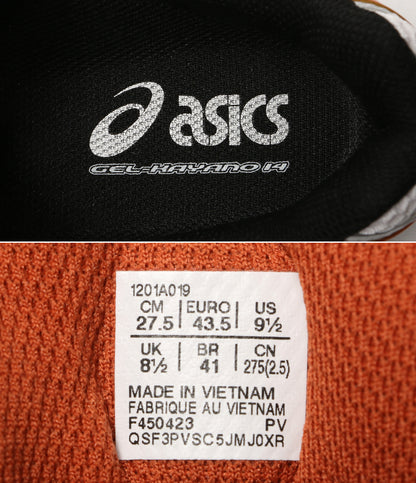 asics
GEL-KAYANO 14
1201A019
CM EURO US
27.5 43.5 9½
UK BR CN
8½ 41 275(2.5)
MADE IN VIETNAM
FABRIQUE AU VIETNAM
F450423 PV
QSF3PVSC5JMJ0XR